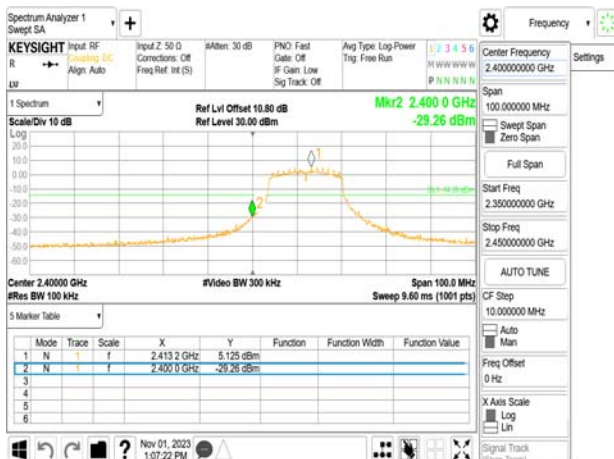 Spectrum Analyzer 1
Swept SA
Frequency
Settings
KEYSIGHT
R
Input: RF
Coupling: DC
Align: Auto
Input Z: 50 Ω
Corrections: Off
Freq Ref: Int (S)
#Atten: 30 dB
PNO: Fast
Gate: Off
IF Gain: Low
Sig Track: Off
Avg Type: Log-Power
Trig: Free Run
1 2 3 4 5 6
M W W W W W
P N N N N N
1 Spectrum
Scale/Div 10 dB
Ref Lvl Offset 10.80 dB
Ref Level 30.00 dBm
Mkr2 2.400 0 GHz
-29.26 dBm
Log
20.0
10.0
0.00
-10.0
-20.0
-30.0
-40.0
-50.0
-60.0
1
2
Center 2.40000 GHz
#Res BW 100 kHz
#Video BW 300 kHz
Span 100.0 MHz
Sweep 9.60 ms (1001 pts)
5 Marker Table
Mode Trace Scale X Y Function Function Width Function Value
1 N 1 f 2.413 2 GHz 5.125 dBm
2 N 1 f 2.400 0 GHz -29.26 dBm
3
4
5
6
Nov 01, 2023
1:07:22 PM
Center Frequency
2.400000000 GHz
Span
100.000000 MHz
Swept Span
Zero Span
Full Span
Start Freq
2.350000000 GHz
Stop Freq
2.450000000 GHz
AUTO TUNE
CF Step
10.000000 MHz
Auto
Man
Freq Offset
0 Hz
X Axis Scale
Log
Lin
Signal Track